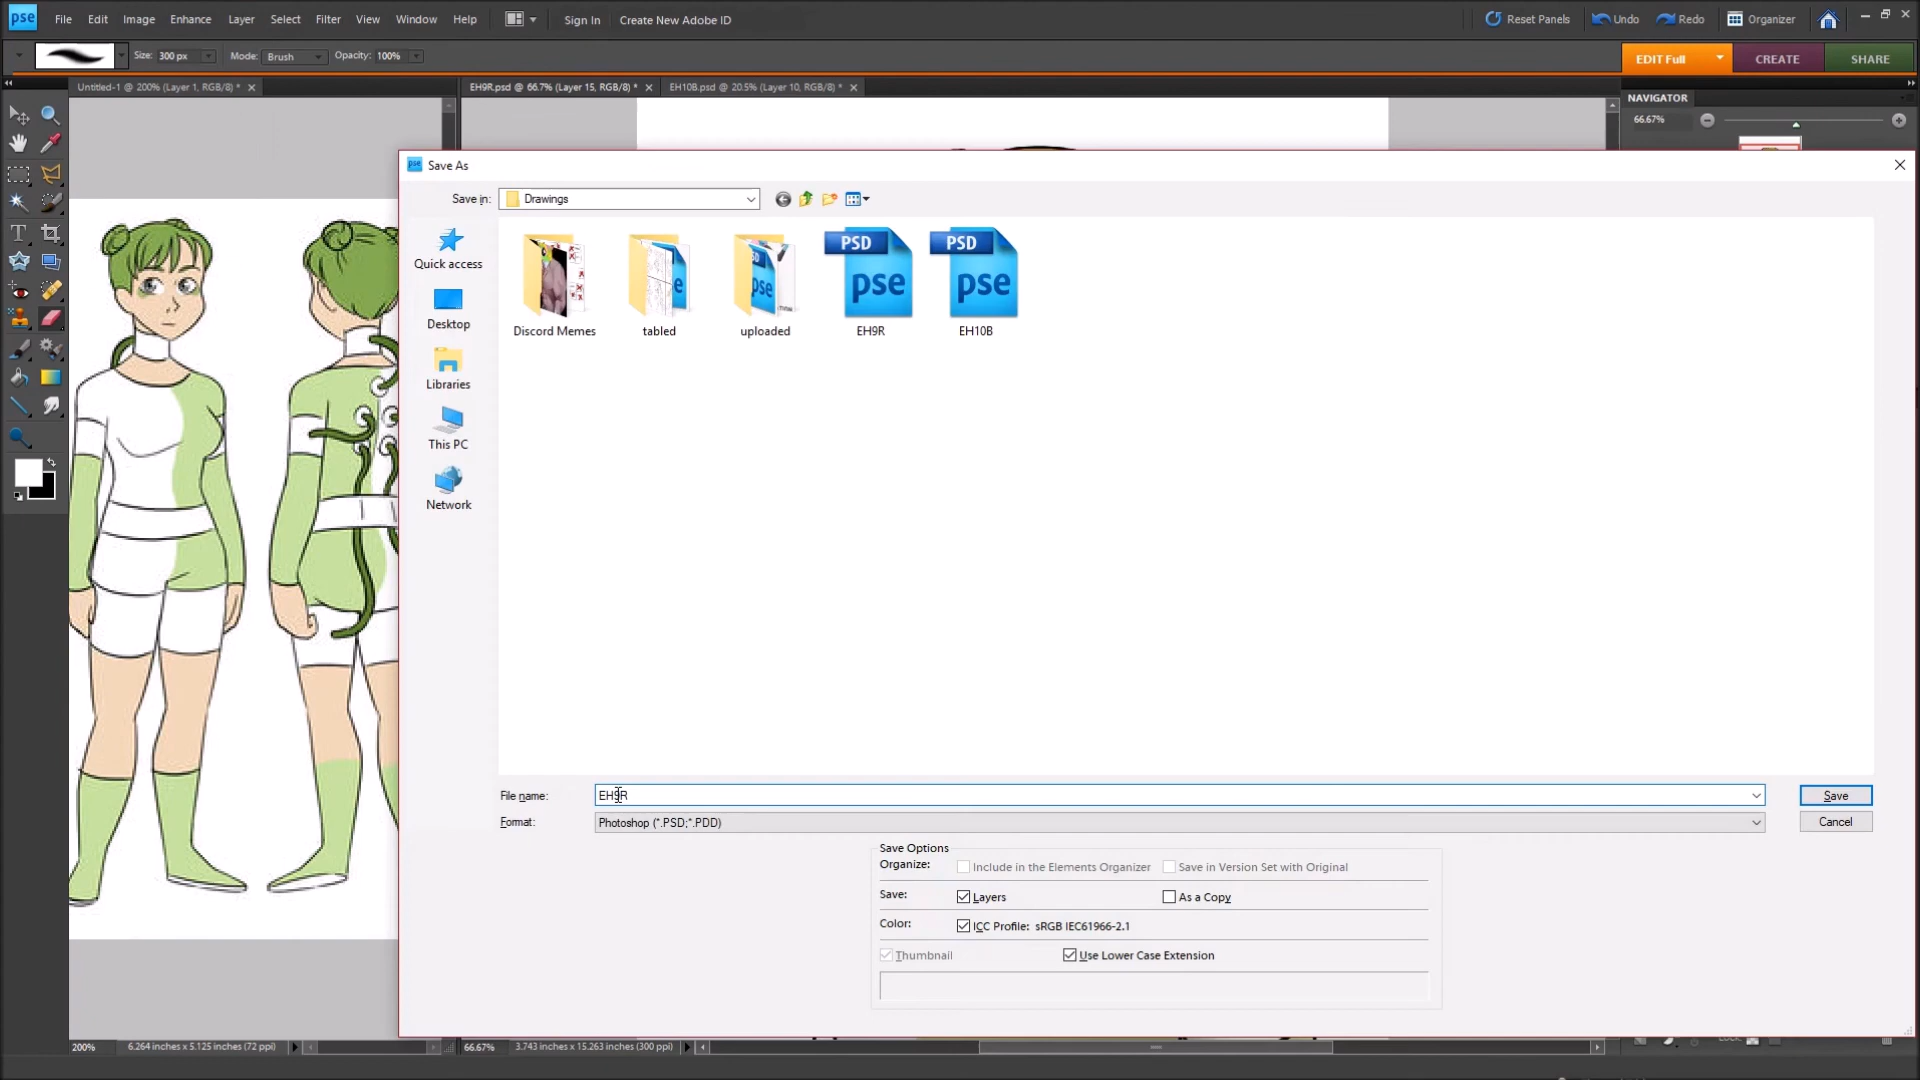 pse File Edit Image Enhance Layer Select Filter View Window Help Sign In Create New Adobe ID Reset Panels Undo Redo Organizer
Size: 300 px Mode: Brush Opacity: 100% EDIT Full CREATE SHARE
Untitled-1 @ 200% (Layer 1, RGB/8) * EH9R.psd @ 66.7% (Layer 15, RGB/8) * EH10B.psd @ 20.5% (Layer 10, RGB/8) *
NAVIGATOR
66.67%
pse Save As
Save in: Drawings
Quick access
Desktop
Libraries
This PC
Network
PSD PSD
pse pse
Discord Memes tabled uploaded EH9R EH10B
File name: EH9R Save
Format: Photoshop (*.PSD;*.PDD) Cancel
Save Options
Organize: Include in the Elements Organizer Save in Version Set with Original
Save: Layers As a Copy
Color: ICC Profile: sRGB IEC61966-2.1
Thumbnail Use Lower Case Extension
200% 6.264 inches x 5.125 inches (72 ppi) 66.67% 3.743 inches x 15.263 inches (300 ppi)